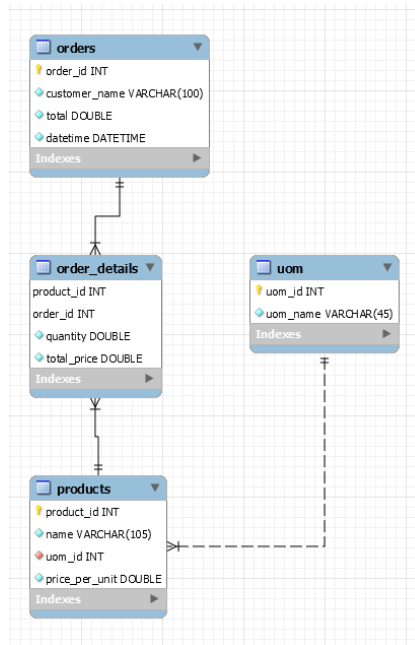 orders
order_id INT
customer_name VARCHAR(100)
total DOUBLE
datetime DATETIME
Indexes
order_details
product_id INT
order_id INT
quantity DOUBLE
total_price DOUBLE
Indexes
uom
uom_id INT
uom_name VARCHAR(45)
Indexes
products
product_id INT
name VARCHAR(105)
uom_id INT
price_per_unit DOUBLE
Indexes